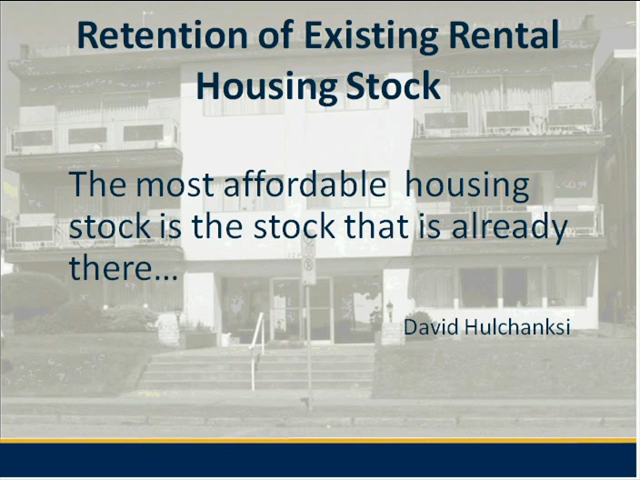 Retention of Existing Rental
Housing Stock
The most affordable housing
stock is the stock that is already
there...
David Hulchanksi